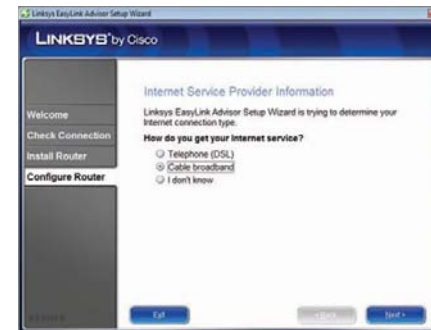 Linksys EasyLink Advisor Setup Wizard
LINKSYS® by Cisco
Internet Service Provider Information
Linksys EasyLink Advisor Setup Wizard is trying to determine your
Internet connection type.
How do you get your Internet service?
Telephone (DSL)
Cable broadband
I don't know
Welcome
Check Connection
Install Router
Configure Router
Exit
Next